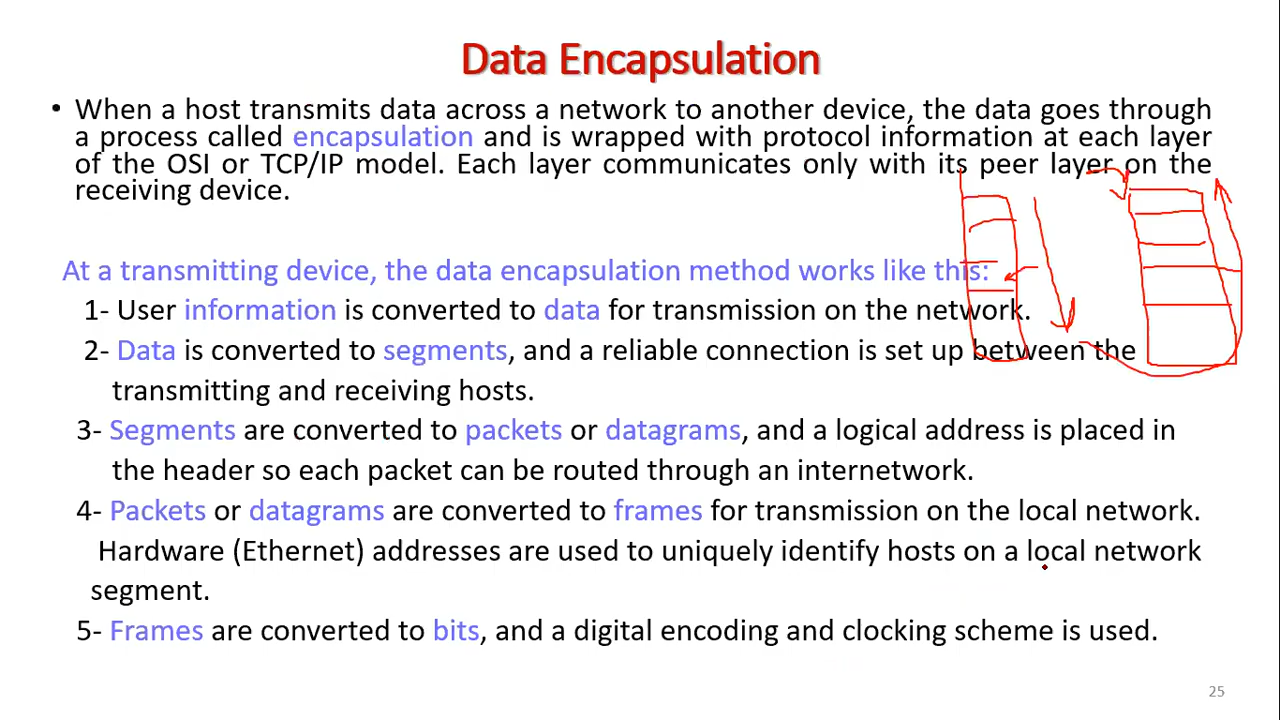 Data Encapsulation
• When a host transmits data across a network to another device, the data goes through
a process called encapsulation and is wrapped with protocol information at each layer
of the OSI or TCP/IP model. Each layer communicates only with its peer layer on the
receiving device.
At a transmitting device, the data encapsulation method works like this:
1- User information is converted to data for transmission on the network.
2- Data is converted to segments, and a reliable connection is set up between the
transmitting and receiving hosts.
3- Segments are converted to packets or datagrams, and a logical address is placed in
the header so each packet can be routed through an internetwork.
4- Packets or datagrams are converted to frames for transmission on the local network.
Hardware (Ethernet) addresses are used to uniquely identify hosts on a local network
segment.
5- Frames are converted to bits, and a digital encoding and clocking scheme is used.
25